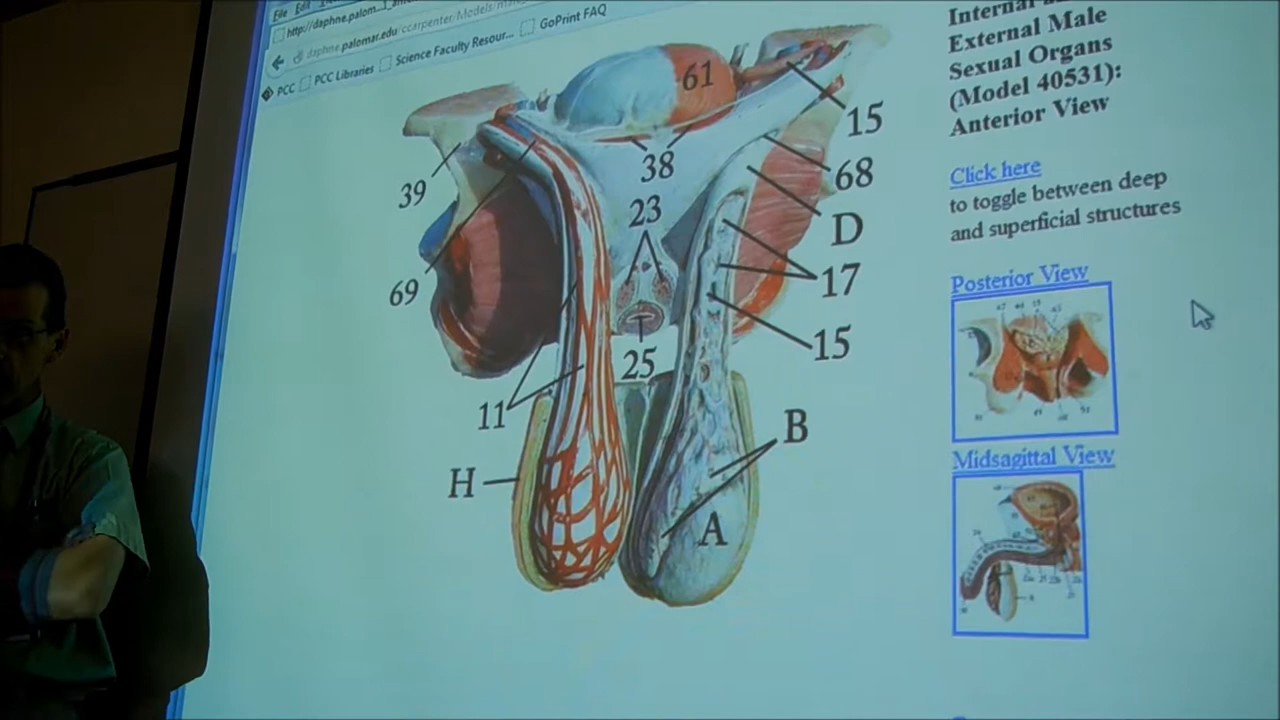 File Edit
http://daphne.palom...
daphne.palomar.edu/ccarpenter/Models/
PCC PCC Libraries Science Faculty Resour... GoPrint FAQ
Internal
External Male
Sexual Organs
(Model 40531):
Anterior View
Click here
to toggle between deep
and superficial structures
Posterior View
Midsagittal View
61
15
38
68
39
23
D
17
69
15
25
11
B
H
A